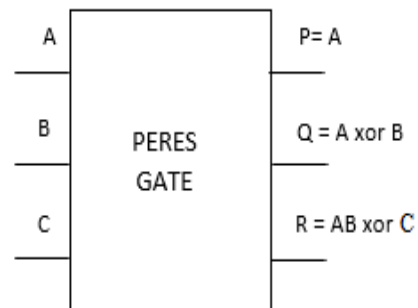 A
P= A
B
Q = A xor B
PERES
GATE
C
R = AB xor C